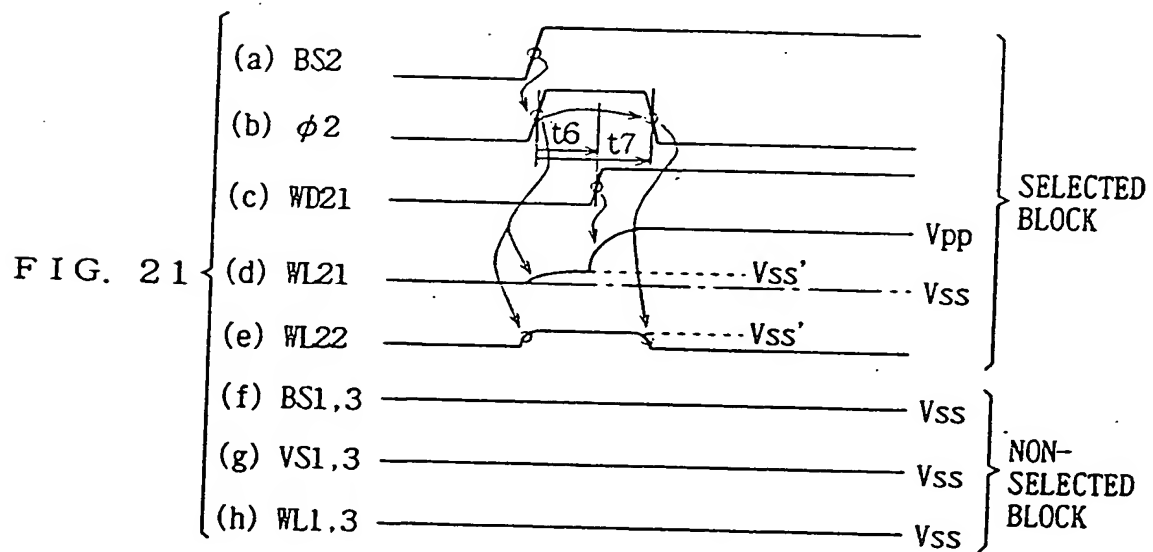 FIG. 21
(a) BS2
(b) φ2
t6
t7
(c) WD21
Vpp
(d) WL21
Vss'
Vss
(e) WL22
Vss'
SELECTED
BLOCK
(f) BS1,3
Vss
(g) VS1,3
Vss
(h) WL1,3
Vss
NON-
SELECTED
BLOCK